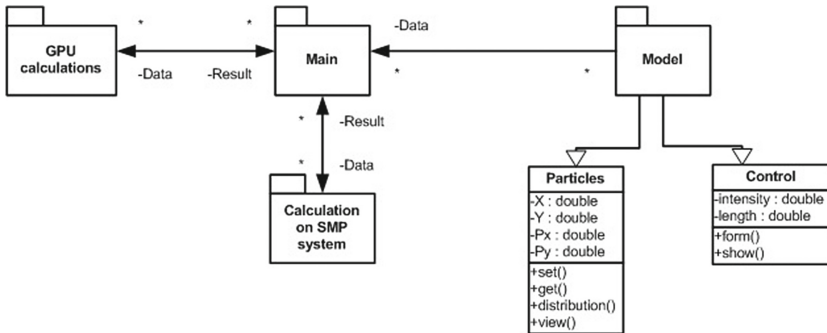 GPU
calculations
*
*
-Data
-Result
Main
-Data
*
*
Model
*
-Result
*
-Data
Calculation
on SMP
system
Particles
-X : double
-Y : double
-Px : double
-Py : double
+set()
+get()
+distribution()
+view()
Control
-intensity : double
-length : double
+form()
+show()